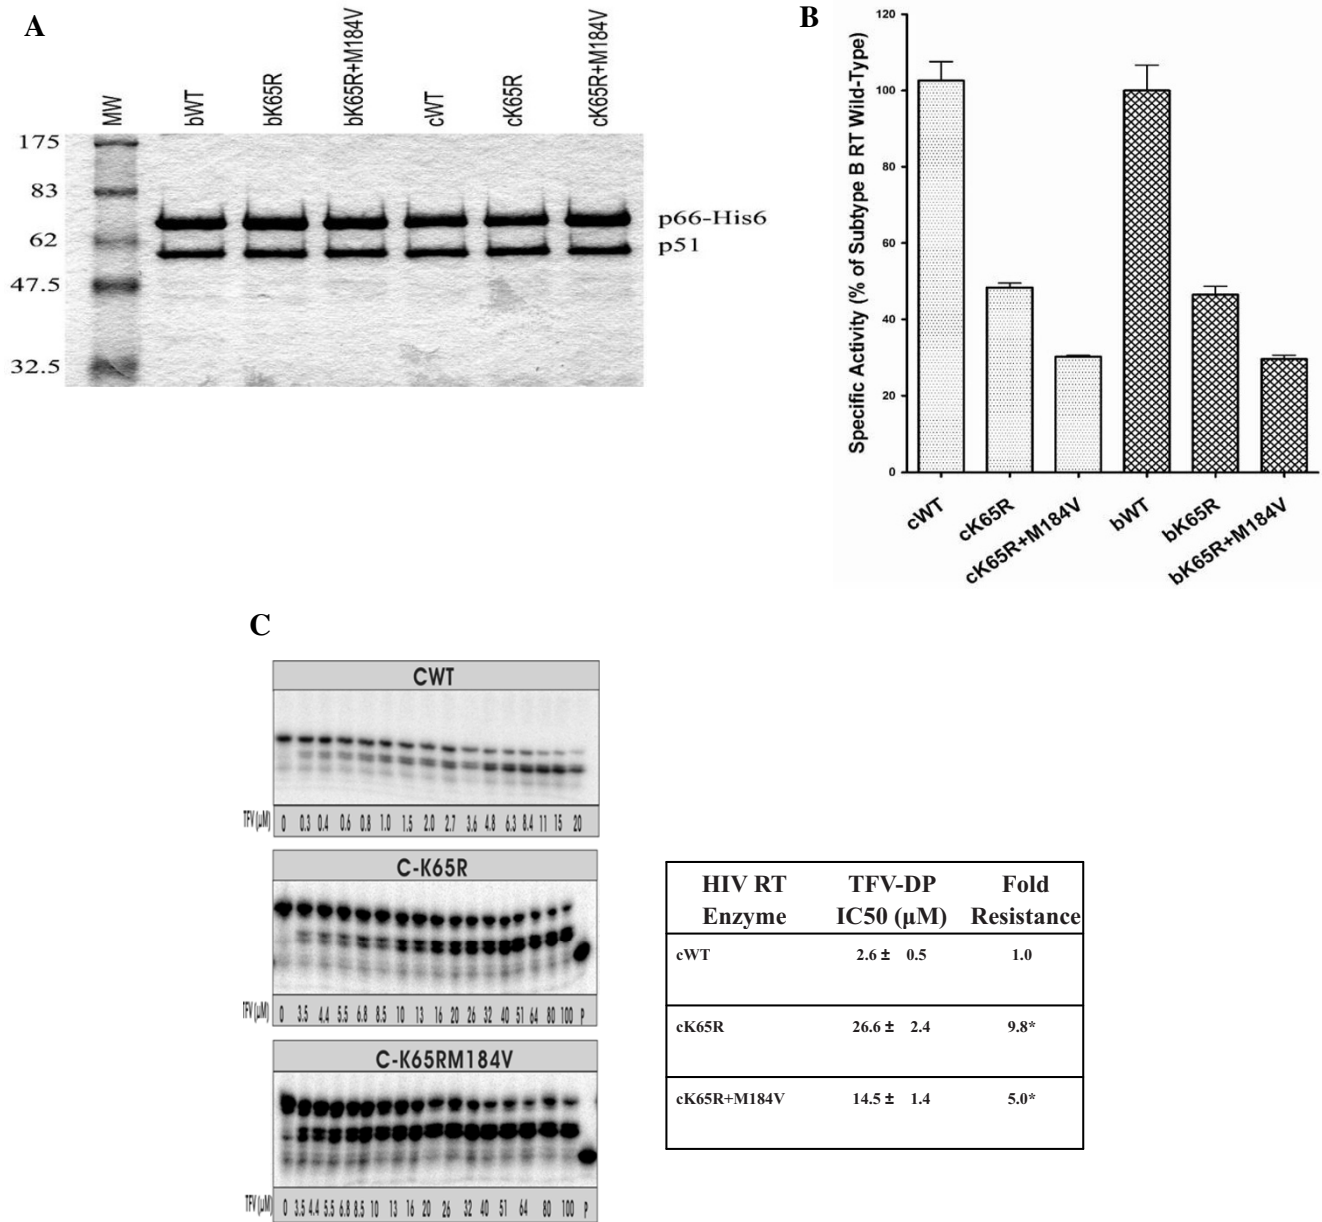 A
MW
bWT
bK65R
bK65R+M184V
cWT
cK65R
cK65R+M184V
175
83
62
47.5
32.5
p66-His6
p51
B
Specific Activity (% of Subtype B RT Wild-Type)
120
100
80
60
40
20
0
cWT
cK65R
cK65R+M184V
bWT
bK65R
bK65R+M184V
C
CWT
TFV (µM) 0 0.3 0.4 0.6 0.8 1.0 1.5 2.0 2.7 3.6 4.8 6.3 8.4 11 15 20
C-K65R
TFV (µM) 0 3.5 4.4 5.5 6.8 8.5 10 13 16 20 26 32 40 51 64 80 100 P
C-K65RM184V
TFV (µM) 0 3.5 4.4 5.5 6.8 8.5 10 13 16 20 26 32 40 51 64 80 100 P
HIV RT Enzyme TFV-DP IC50 (µM) Fold Resistance
cWT 2.6 ± 0.5 1.0
cK65R 26.6 ± 2.4 9.8*
cK65R+M184V 14.5 ± 1.4 5.0*